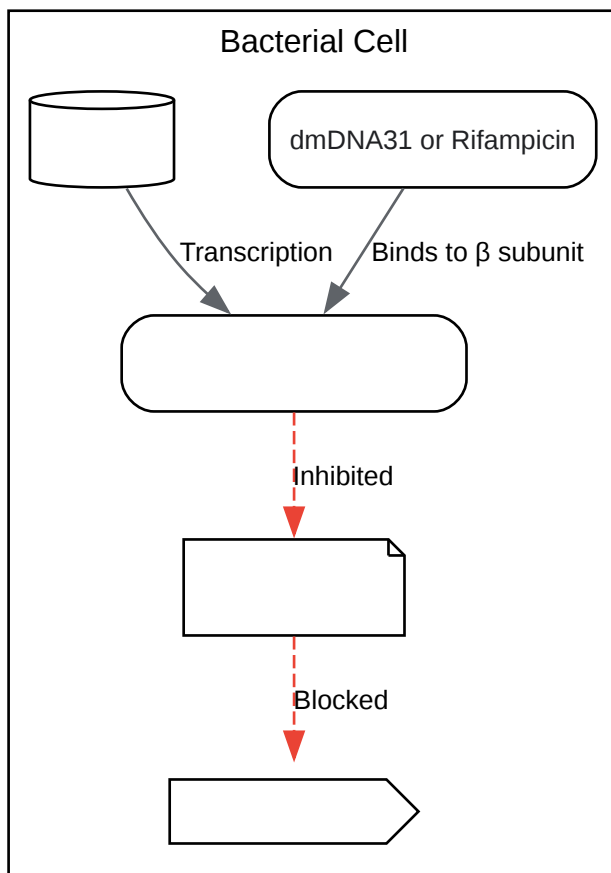 Bacterial Cell
dmDNA31 or Rifampicin
Transcription
Binds to β subunit
Inhibited
Blocked